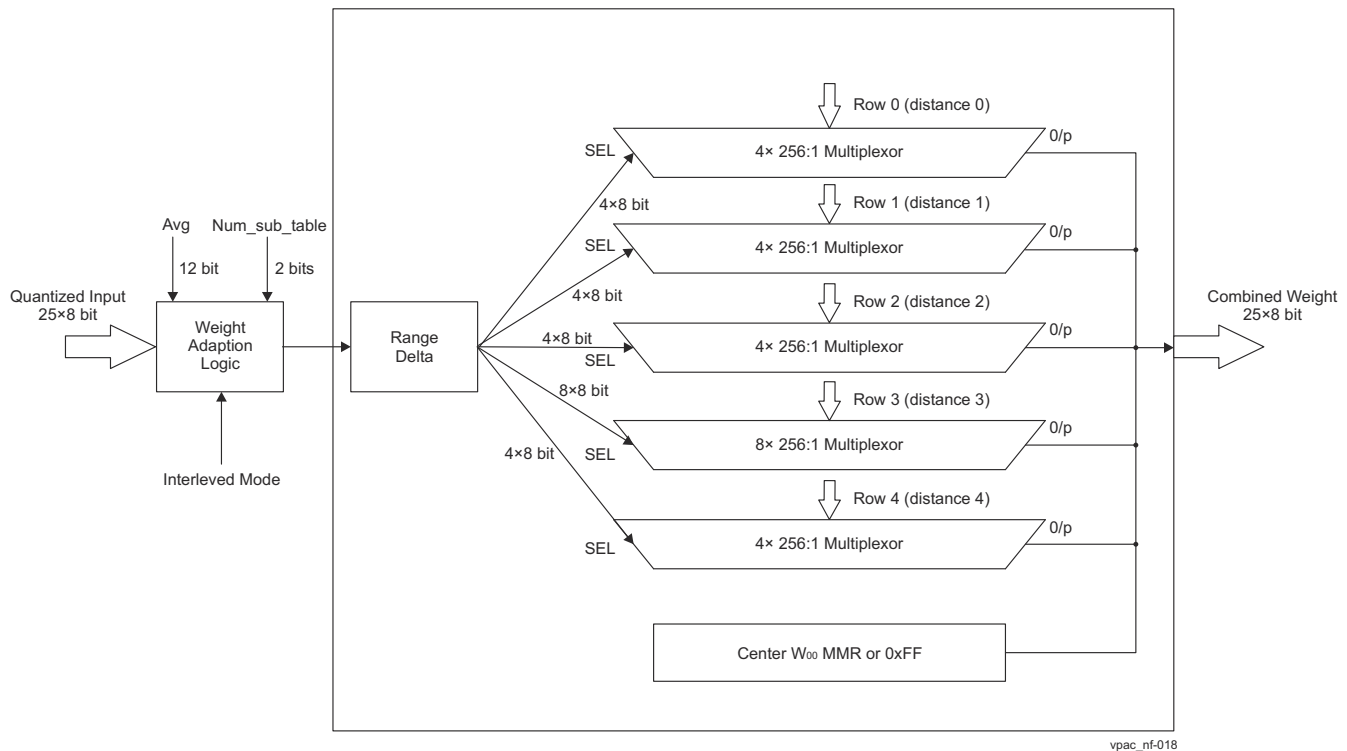 Row 0 (distance 0)
0/p
SEL
4× 256:1 Multiplexor
4×8 bit
Row 1 (distance 1)
0/p
SEL
4× 256:1 Multiplexor
Avg
Num_sub_table
12 bit
2 bits
4×8 bit
Quantized Input
25×8 bit
Weight
Adaption
Logic
Range
Delta
Row 2 (distance 2)
0/p
4×8 bit
SEL
4× 256:1 Multiplexor
Combined Weight
25×8 bit
8×8 bit
Row 3 (distance 3)
0/p
SEL
8× 256:1 Multiplexor
4×8 bit
Interleved Mode
Row 4 (distance 4)
0/p
SEL
4× 256:1 Multiplexor
Center W₀₀ MMR or 0xFF
vpac_nf-018